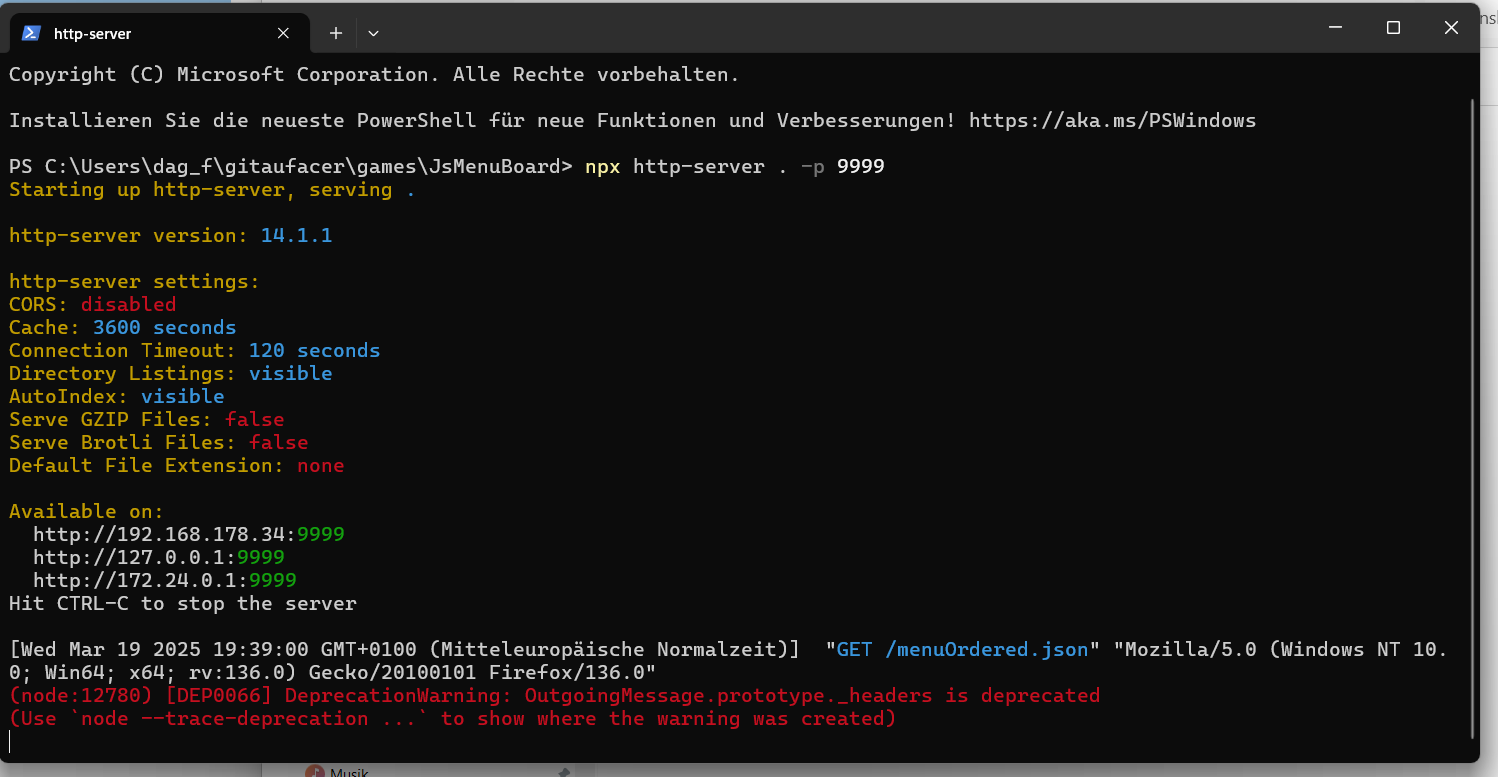 http-server
Copyright (C) Microsoft Corporation. Alle Rechte vorbehalten.
Installieren Sie die neueste PowerShell für neue Funktionen und Verbesserungen! https://aka.ms/PSWindows
PS C:\Users\dag_f\gitaufacer\games\JsMenuBoard> npx http-server . -p 9999
Starting up http-server, serving .
http-server version: 14.1.1
http-server settings:
CORS: disabled
Cache: 3600 seconds
Connection Timeout: 120 seconds
Directory Listings: visible
AutoIndex: visible
Serve GZIP Files: false
Serve Brotli Files: false
Default File Extension: none
Available on:
http://192.168.178.34:9999
http://127.0.0.1:9999
http://172.24.0.1:9999
Hit CTRL-C to stop the server
[Wed Mar 19 2025 19:39:00 GMT+0100 (Mitteleuropäische Normalzeit)]  "GET /menuOrdered.json" "Mozilla/5.0 (Windows NT 10.
0; Win64; x64; rv:136.0) Gecko/20100101 Firefox/136.0"
(node:12780) [DEP0066] DeprecationWarning: OutgoingMessage.prototype._headers is deprecated
(Use `node --trace-deprecation ...` to show where the warning was created)
Musik